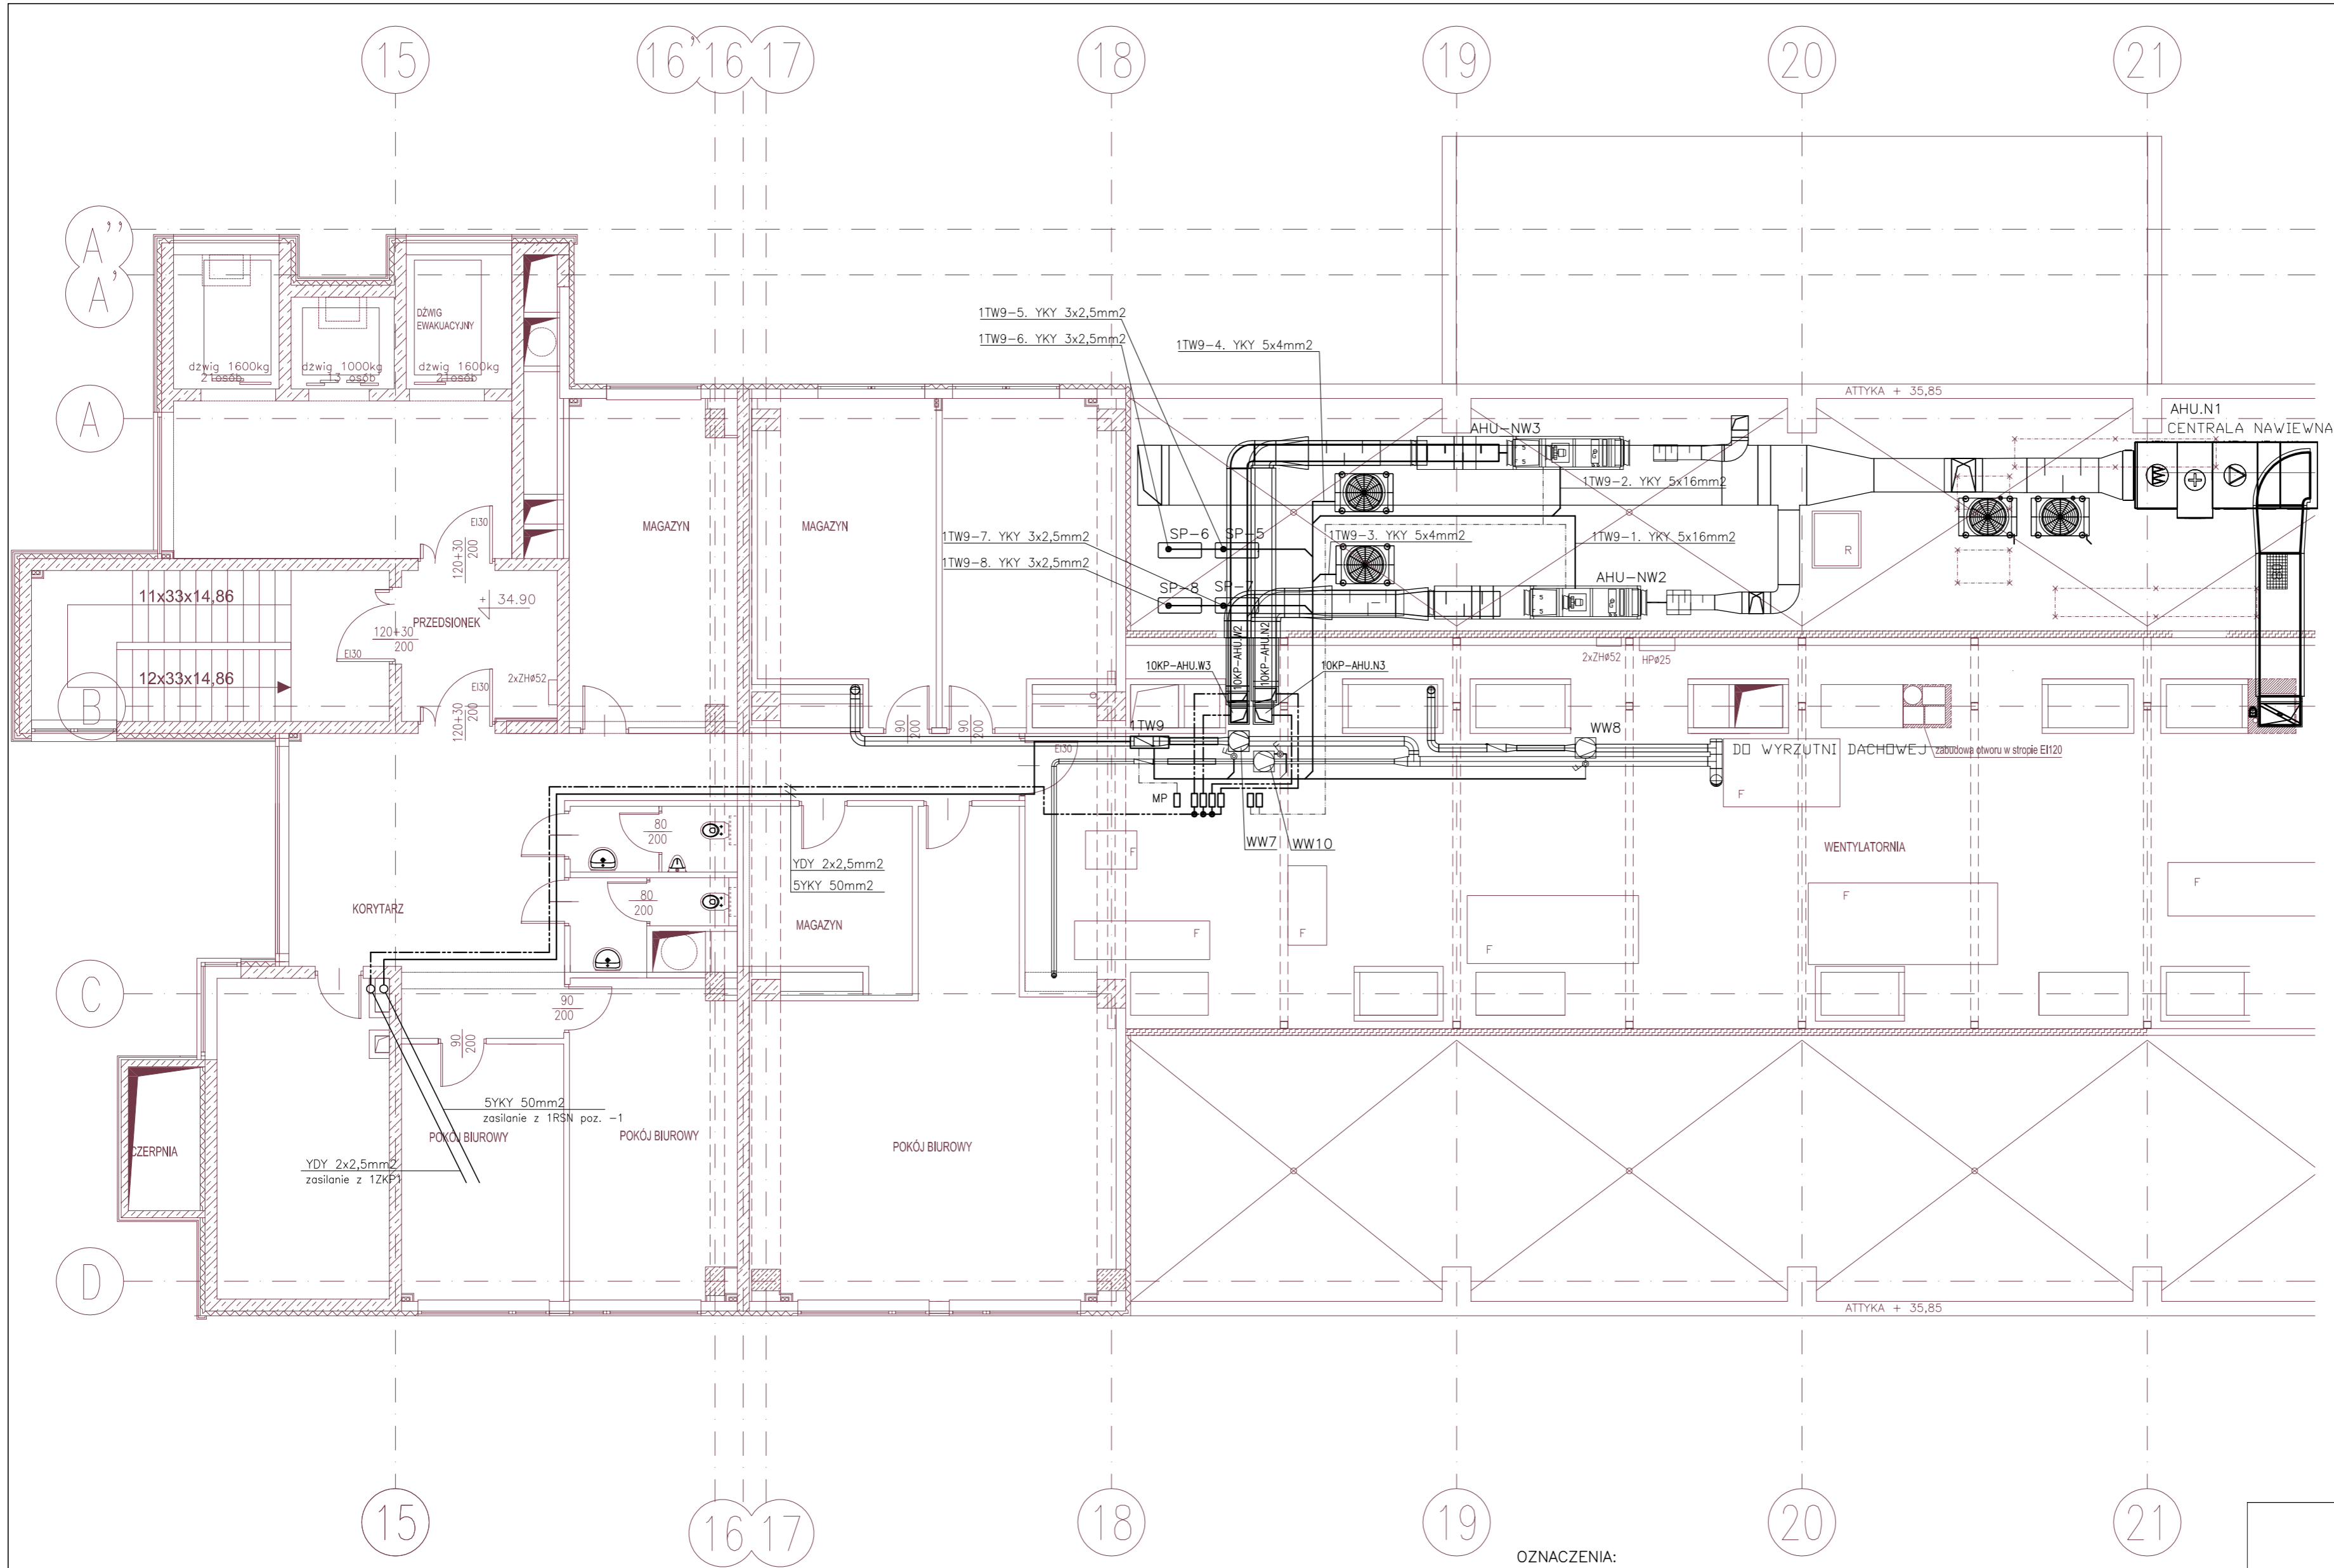 15
16'
16
17
18
19
20
21
A''
A'
A
B
C
D
DŹWIG
EWAKUACYJNY
dźwig 1600kg
21osób
dźwig 1000kg
13 osób
dźwig 1600kg
21osób
1TW9-5. YKY 3x2,5mm2
1TW9-6. YKY 3x2,5mm2
1TW9-4. YKY 5x4mm2
ATTYKA + 35,85
AHU.N1
CENTRALA NAWIEWNA
AHU-NW3
1TW9-2. YKY 5x16mm2
MAGAZYN
MAGAZYN
EI30
120+30
200
SP-6
SP-5
1TW9-7. YKY 3x2,5mm2
1TW9-3. YKY 5x4mm2
1TW9-1. YKY 5x16mm2
1TW9-8. YKY 3x2,5mm2
R
AHU-NW2
SP-8
SP-7
11x33x14,86
+ 34.90
PRZEDSIONEK
120+30
200
EI30
12x33x14,86
EI30
2xZHø52
120+30
200
10KP-AHU.W3
10KP-AHU.W2
10KP-AHU.N2
10KP-AHU.N3
2xZHø52
HPø25
90
200
90
200
EI30
1TW9
WW8
DO WYRZUTNI DACHOWEJ
zabudowa otworu w stropie EI120
MP
F
WW7
WW10
WENTYLATORNIA
80
200
80
200
YDY 2x2,5mm2
5YKY 50mm2
KORYTARZ
MAGAZYN
F
F
F
F
F
F
90
200
90
200
5YKY 50mm2
zasilanie z 1RSN poz. -1
POKÓJ BIUROWY
POKÓJ BIUROWY
POKÓJ BIUROWY
CZERPNIA
YDY 2x2,5mm2
zasilanie z 1ZKP1
ATTYKA + 35,85
15
16
17
18
19
20
21
OZNACZENIA: